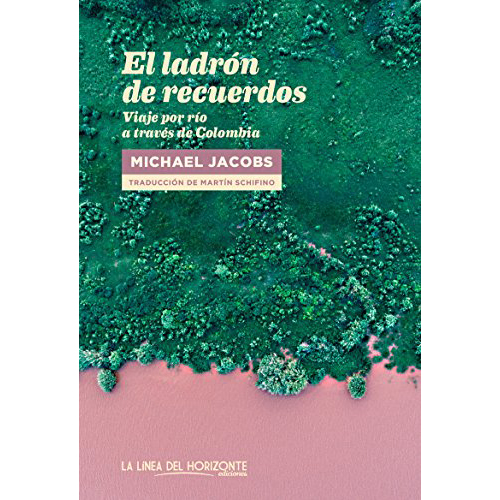 El ladrón
de recuerdos
Viaje por río
a través de Colombia
MICHAEL JACOBS
TRADUCCIÓN DE MARTÍN SCHIFINO
LA LÍNEA DEL HORIZONTE
ediciones